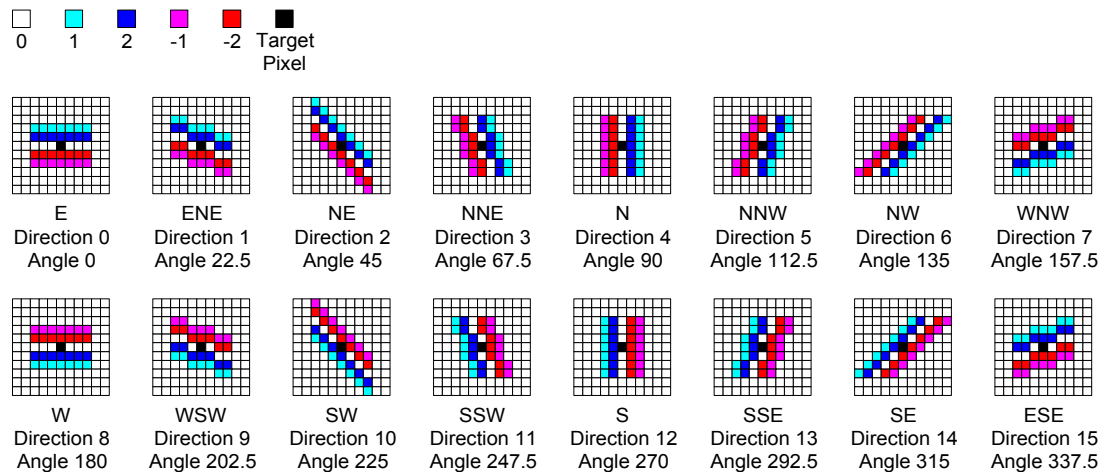 0 1 2 -1 -2 Target
Pixel
E ENE NE NNE N NNW NW WNW
Direction 0 Direction 1 Direction 2 Direction 3 Direction 4 Direction 5 Direction 6 Direction 7
Angle 0 Angle 22.5 Angle 45 Angle 67.5 Angle 90 Angle 112.5 Angle 135 Angle 157.5
W WSW SW SSW S SSE SE ESE
Direction 8 Direction 9 Direction 10 Direction 11 Direction 12 Direction 13 Direction 14 Direction 15
Angle 180 Angle 202.5 Angle 225 Angle 247.5 Angle 270 Angle 292.5 Angle 315 Angle 337.5